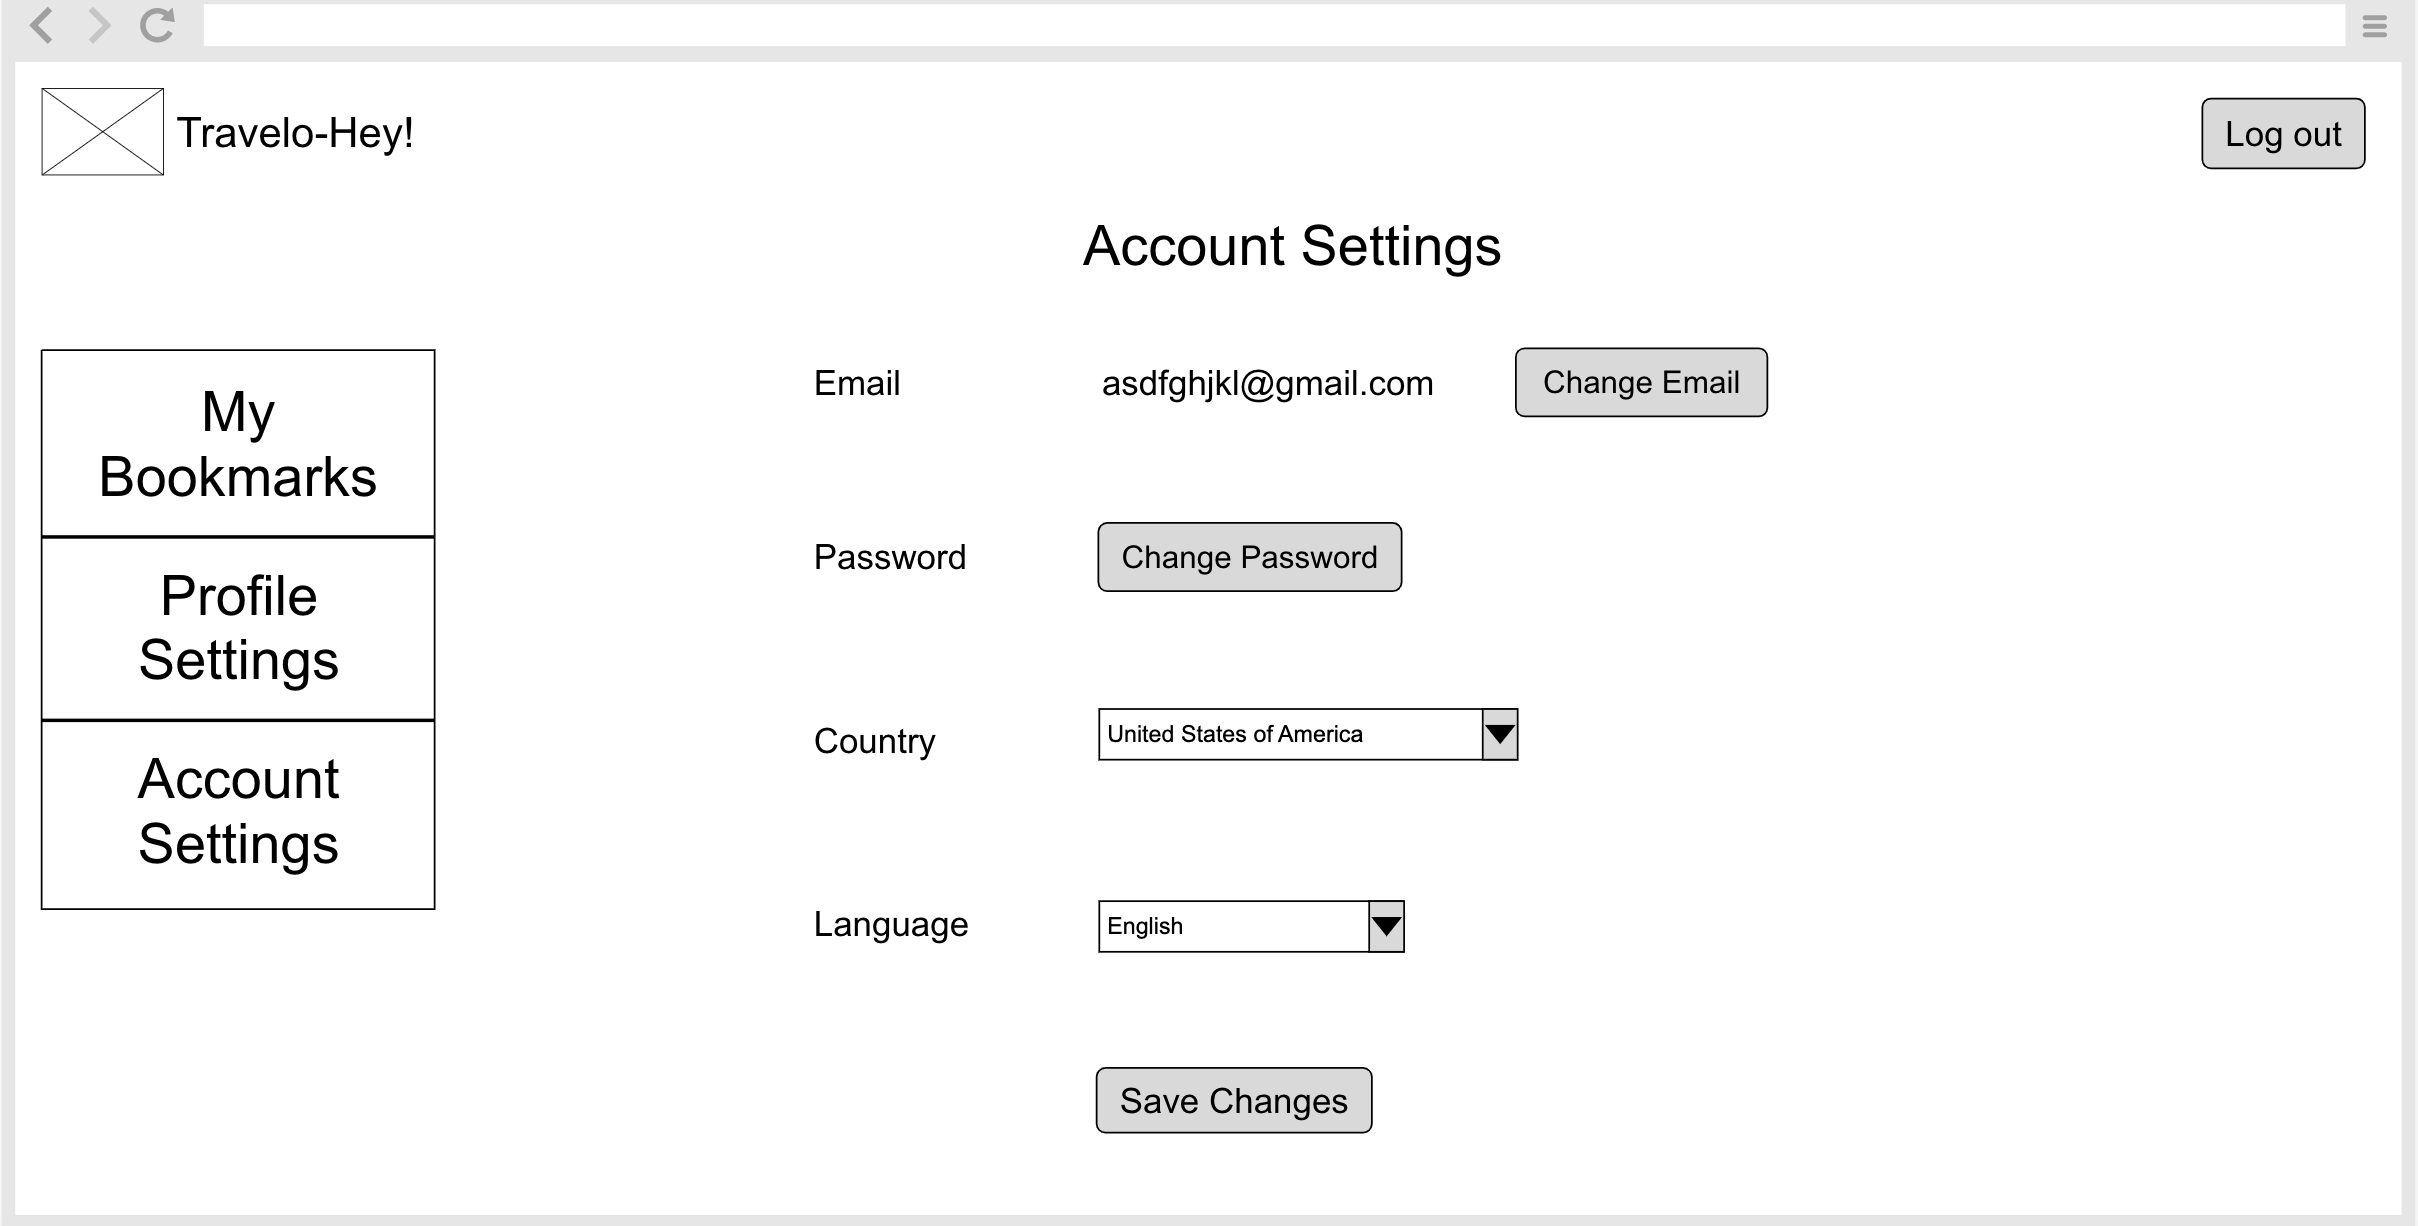 Travelo-Hey!
Log out
Account Settings
My
Bookmarks
Profile
Settings
Account
Settings
Email
asdfghjkl@gmail.com
Change Email
Password
Change Password
Country
United States of America
Language
English
Save Changes